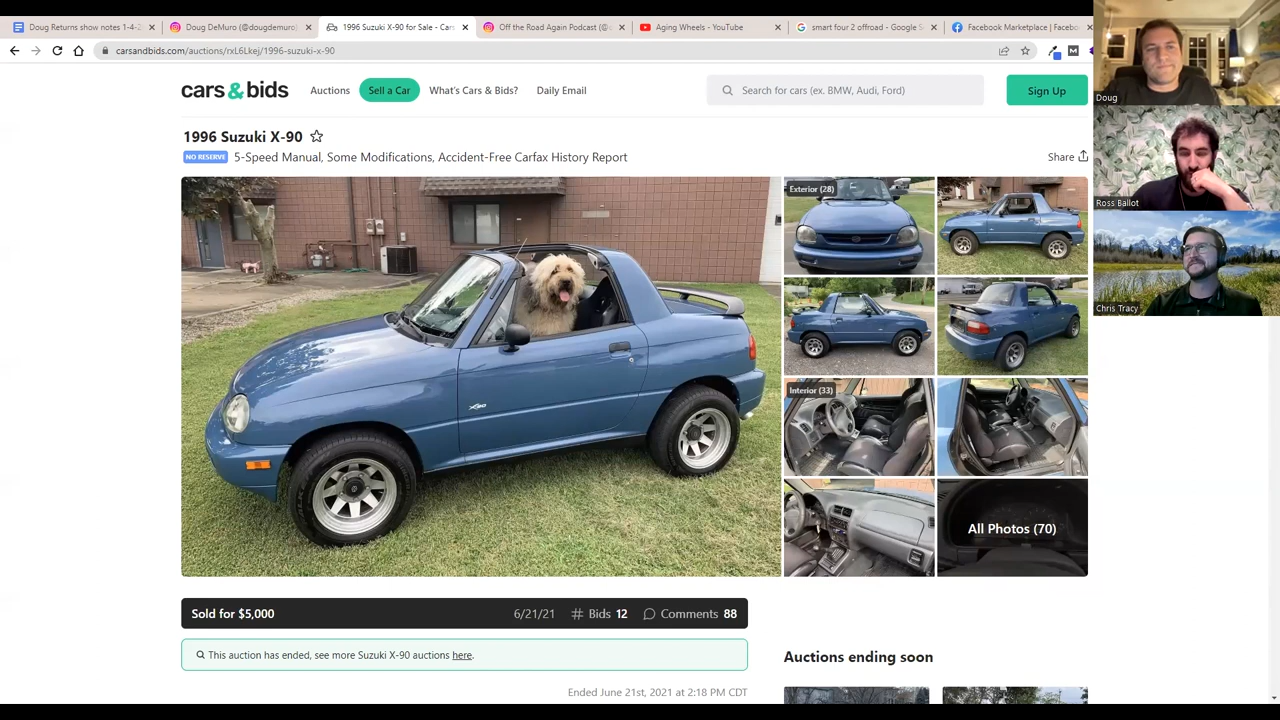 Doug Returns show notes 1-4-2
Doug DeMuro (@dougdemuro)
1996 Suzuki X-90 for Sale - Cars
Off the Road Again Podcast (@
Aging Wheels - YouTube
smart four 2 offroad - Google S
Facebook Marketplace | Facebo
carsandbids.com/auctions/rxL6Lkej/1996-suzuki-x-90
cars&bids
Auctions
Sell a Car
What's Cars & Bids?
Daily Email
Search for cars (ex. BMW, Audi, Ford)
Sign Up
Doug
Ross Ballot
Chris Tracy
1996 Suzuki X-90
NO RESERVE 5-Speed Manual, Some Modifications, Accident-Free Carfax History Report
Share
Exterior (28)
X-90
Interior (33)
All Photos (70)
Sold for $5,000
6/21/21
# Bids 12
Comments 88
This auction has ended, see more Suzuki X-90 auctions here.
Auctions ending soon
Ended June 21st, 2021 at 2:18 PM CDT